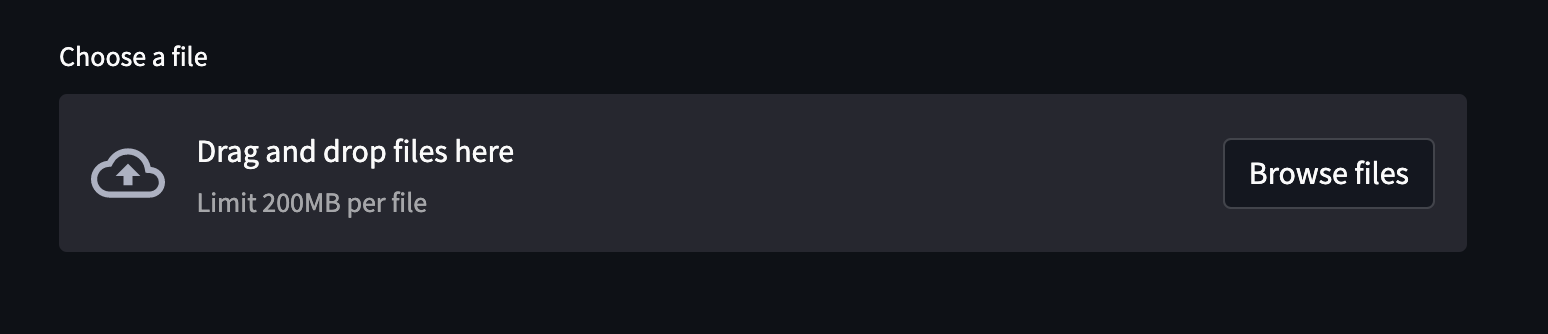 Choose a file
Drag and drop files here
Limit 200MB per file
Browse files